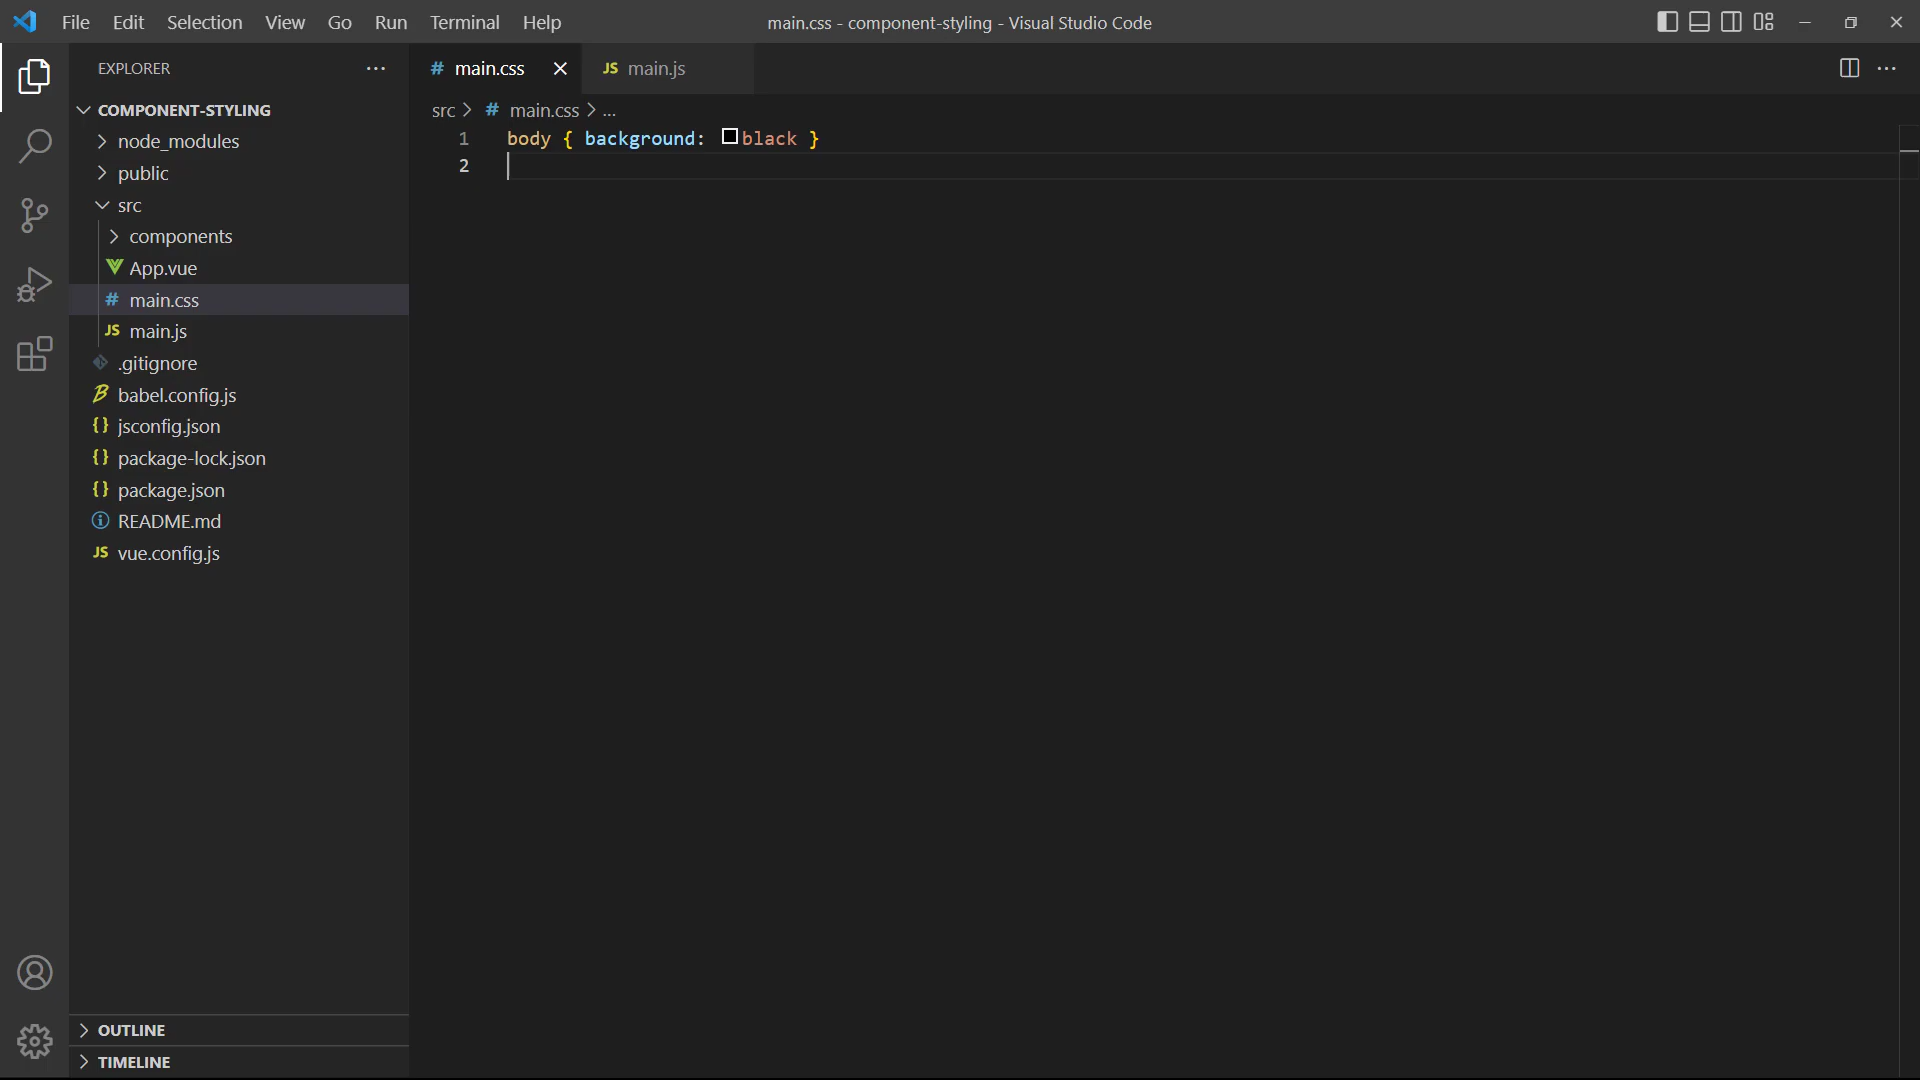 File Edit Selection View Go Run Terminal Help
main.css - component-styling - Visual Studio Code
EXPLORER
COMPONENT-STYLING
node_modules
public
src
components
App.vue
# main.css
JS main.js
.gitignore
babel.config.js
{} jsconfig.json
{} package-lock.json
{} package.json
README.md
JS vue.config.js
OUTLINE
TIMELINE
# main.css
JS main.js
src > # main.css > ...
1 body { background: black }
2